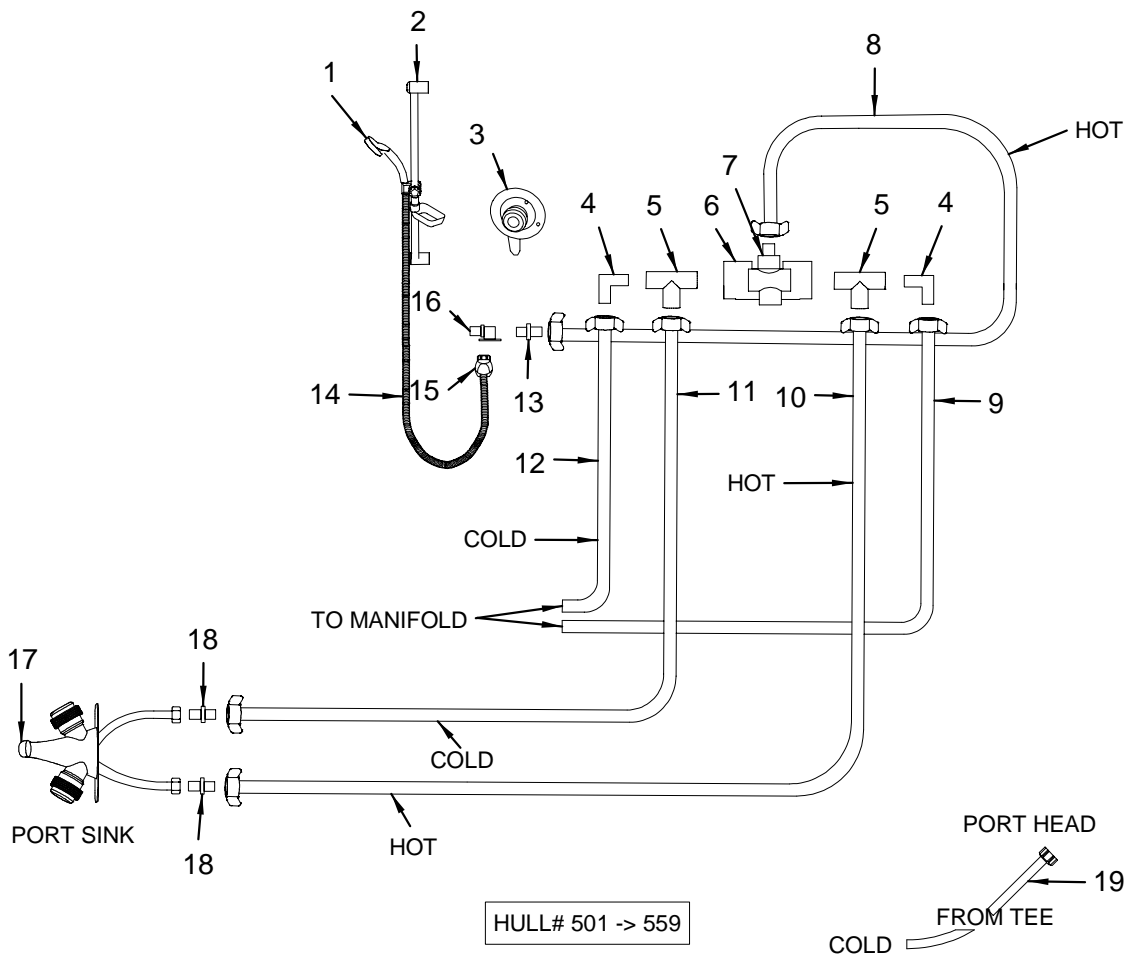 2
1
8
HOT
3
7
4
5
6
5
4
16
15
13
14
11
10
9
12
HOT
COLD
TO MANIFOLD
17
18
COLD
PORT SINK
18
HOT
PORT HEAD
19
FROM TEE
COLD
HULL# 501 -> 559